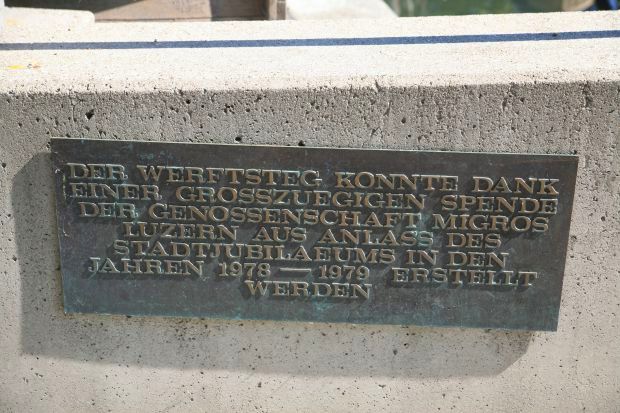 DER WERFTSTEG KONNTE DANK
EINER GROSSZUEGIGEN SPENDE
DER GENOSSENSCHAFT MIGROS
LUZERN AUS ANLASS DES
STADTJUBILAEUMS IN DEN
JAHREN 1978 — 1979 ERSTELLT
WERDEN